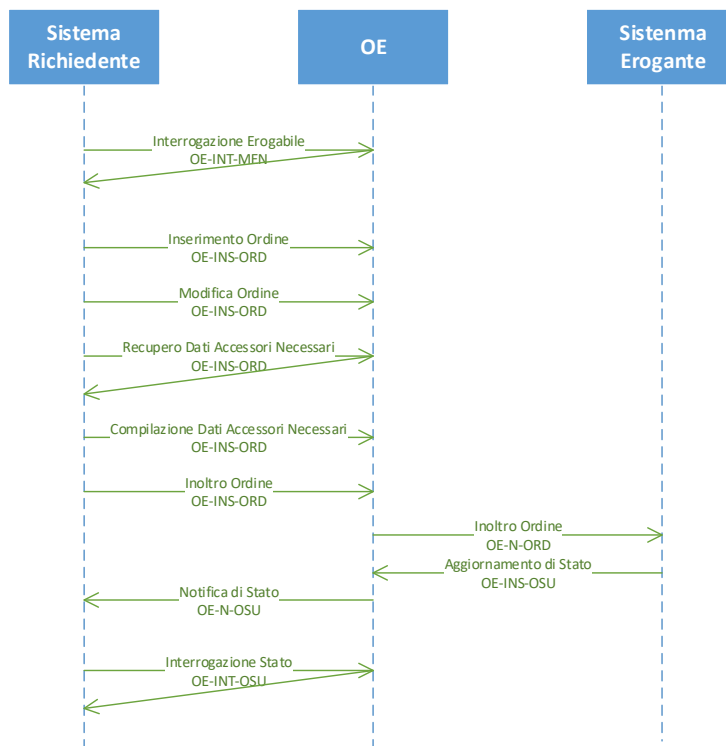 Sistema
Richiedente
OE
Sistenma
Erogante
Interrogazione Erogabile
OE-INT-MEN
Inserimento Ordine
OE-INS-ORD
Modifica Ordine
OE-INS-ORD
Recupero Dati Accessori Necessari
OE-INS-ORD
Compilazione Dati Accessori Necessari
OE-INS-ORD
Inoltro Ordine
OE-INS-ORD
Inoltro Ordine
OE-N-ORD
Aggiornamento di Stato
OE-INS-OSU
Notifica di Stato
OE-N-OSU
Interrogazione Stato
OE-INT-OSU